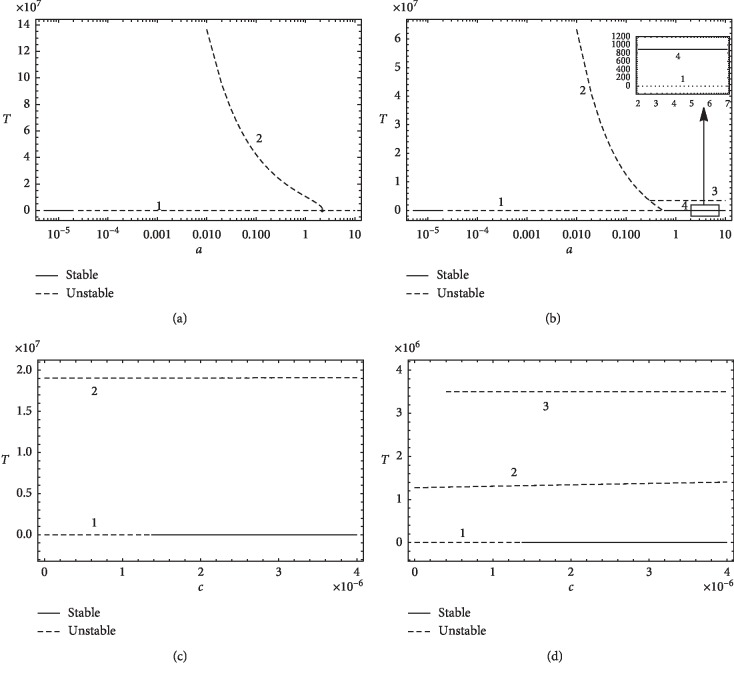 ×10⁷
14
12
10
8
6
4
2
0
T
1
2
10⁻⁵ 10⁻⁴ 0.001 0.010 0.100 1 10
a
Stable
Unstable
(a)
×10⁷
6
5
4
3
2
1
0
T
1
2
3
4
1200
1000
800
600
400
200
0
4
1
2 3 4 5 6 7
10⁻⁵ 10⁻⁴ 0.001 0.010 0.100 1 10
a
Stable
Unstable
(b)
×10⁷
2.0
1.5
1.0
0.5
0.0
T
2
1
0 1 2 3 4
c
×10⁻⁶
Stable
Unstable
(c)
×10⁶
4
3
2
1
0
T
3
2
1
0 1 2 3 4
c
×10⁻⁶
Stable
Unstable
(d)